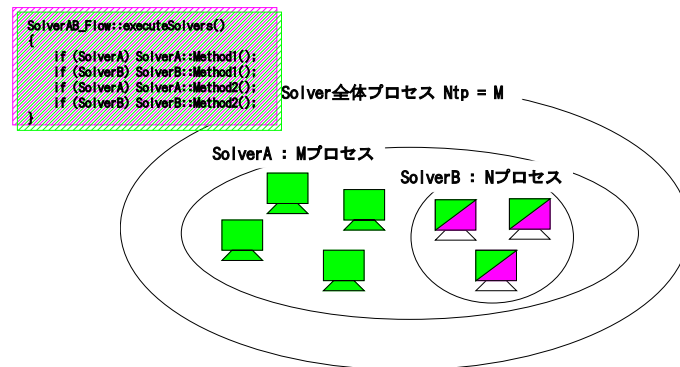 SolverAB_Flow::executeSolvers()
{
if (SolverA) SolverA::Method1();
if (SolverB) SolverB::Method1();
if (SolverA) SolverA::Method2();
if (SolverB) SolverB::Method2();
}
Solver全体プロセス Ntp = M
SolverA : Mプロセス
SolverB : Nプロセス